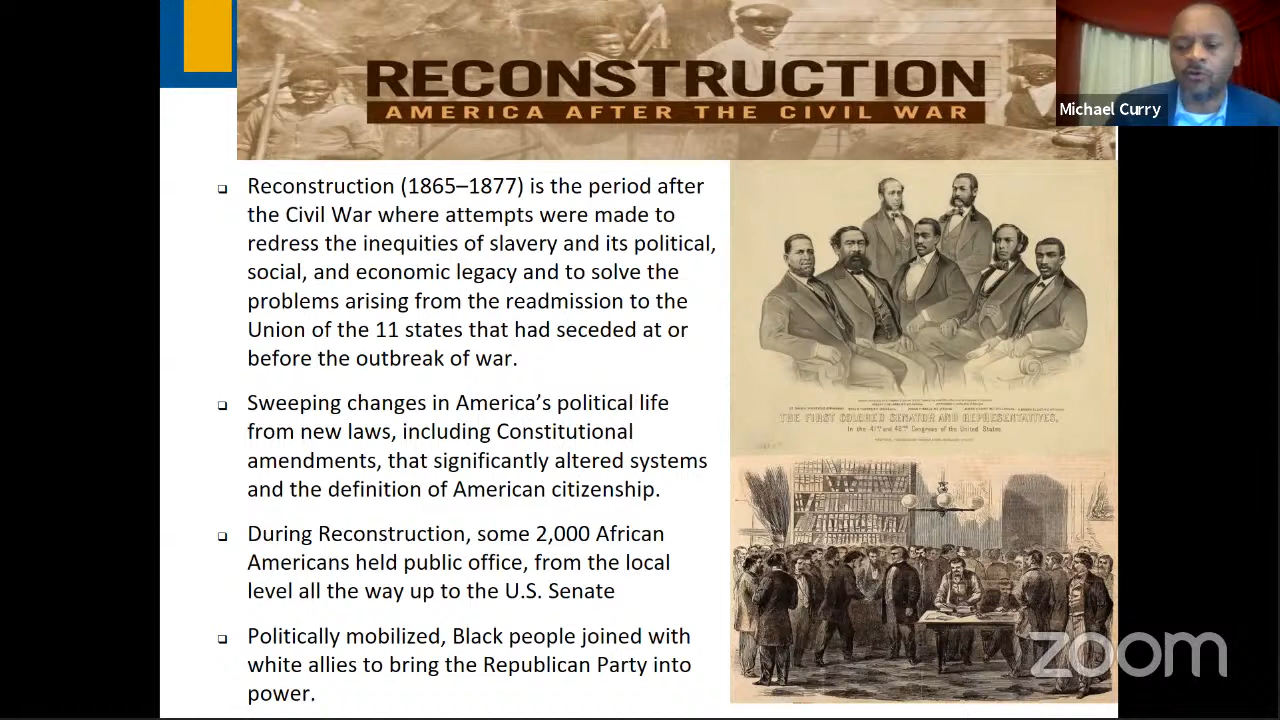 RECONSTRUCTION
AMERICA AFTER THE CIVIL WAR
Michael Curry
❑ Reconstruction (1865–1877) is the period after
the Civil War where attempts were made to
redress the inequities of slavery and its political,
social, and economic legacy and to solve the
problems arising from the readmission to the
Union of the 11 states that had seceded at or
before the outbreak of war.
❑ Sweeping changes in America’s political life
from new laws, including Constitutional
amendments, that significantly altered systems
and the definition of American citizenship.
❑ During Reconstruction, some 2,000 African
Americans held public office, from the local
level all the way up to the U.S. Senate
❑ Politically mobilized, Black people joined with
white allies to bring the Republican Party into
power.
THE FIRST COLORED SENATOR AND REPRESENTATIVES,
In the 41st and 42nd Congress of the United States.
zoom